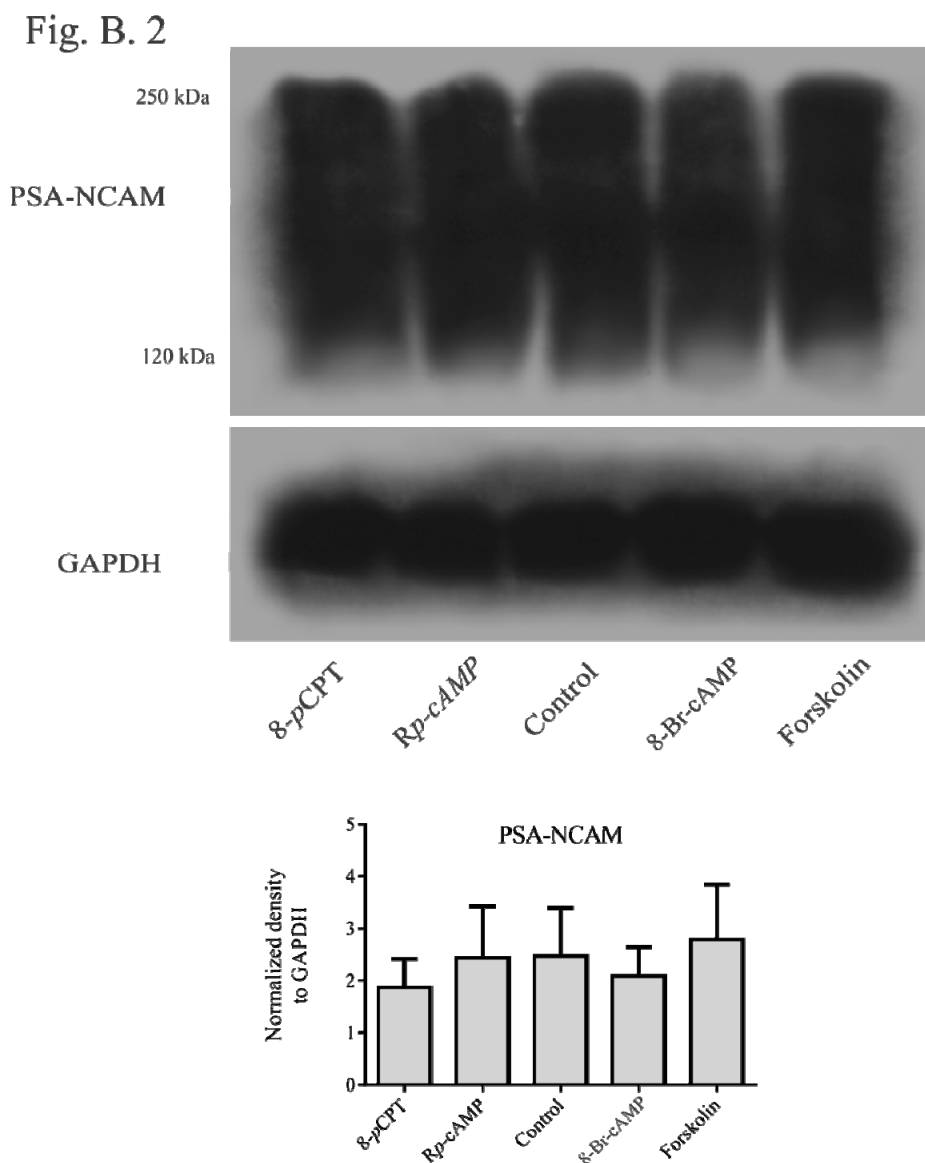 Fig. B. 2
250 kDa
PSA-NCAM
120 kDa
GAPDH
8-pCPT
Rp-cAMP
Control
8-Br-cAMP
Forskolin
PSA-NCAM
Normalized density
to GAPDH
5
4
3
2
1
0
8-pCPT
Rp-cAMP
Control
8-Br-cAMP
Forskolin